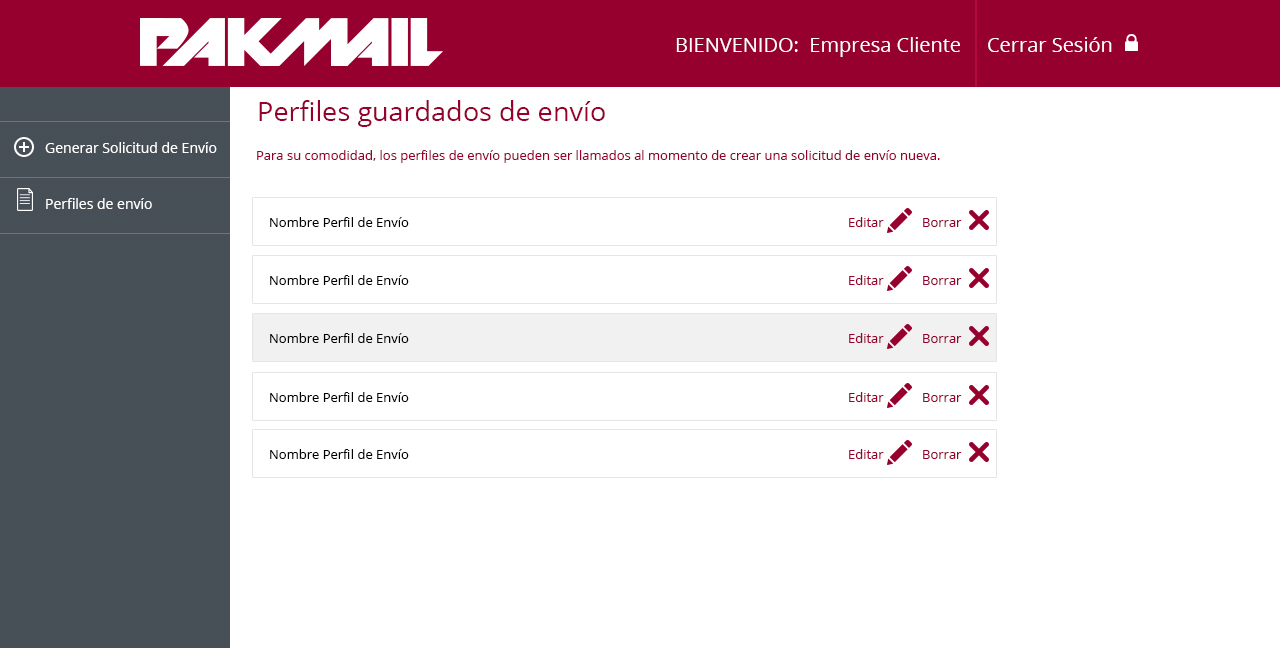 PAKMAIL
BIENVENIDO: Empresa Cliente
Cerrar Sesión
Generar Solicitud de Envío
Perfiles de envío
Perfiles guardados de envío
Para su comodidad, los perfiles de envío pueden ser llamados al momento de crear una solicitud de envío nueva.
Nombre Perfil de Envío Editar Borrar
Nombre Perfil de Envío Editar Borrar
Nombre Perfil de Envío Editar Borrar
Nombre Perfil de Envío Editar Borrar
Nombre Perfil de Envío Editar Borrar